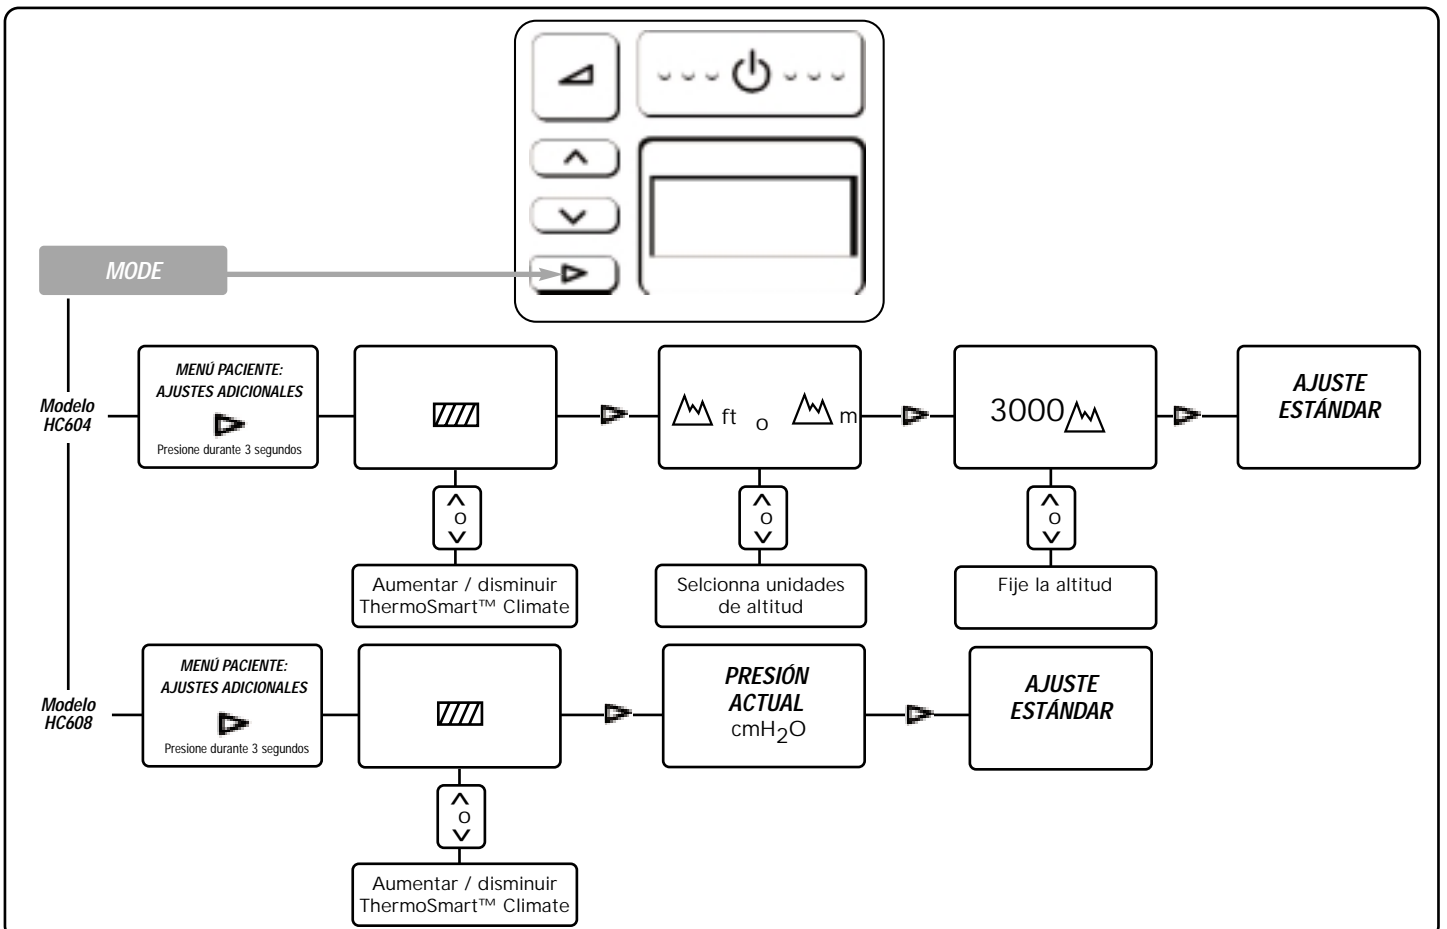 MODE
Modelo
HC604
MENÚ PACIENTE:
AJUSTES ADICIONALES
Presione durante 3 segundos
ft o m
3000
AJUSTE
ESTÁNDAR
o
o
o
Aumentar / disminuir
ThermoSmart™ Climate
Selcionna unidades
de altitud
Fije la altitud
Modelo
HC608
MENÚ PACIENTE:
AJUSTES ADICIONALES
Presione durante 3 segundos
PRESIÓN
ACTUAL
cmH₂O
AJUSTE
ESTÁNDAR
o
Aumentar / disminuir
ThermoSmart™ Climate